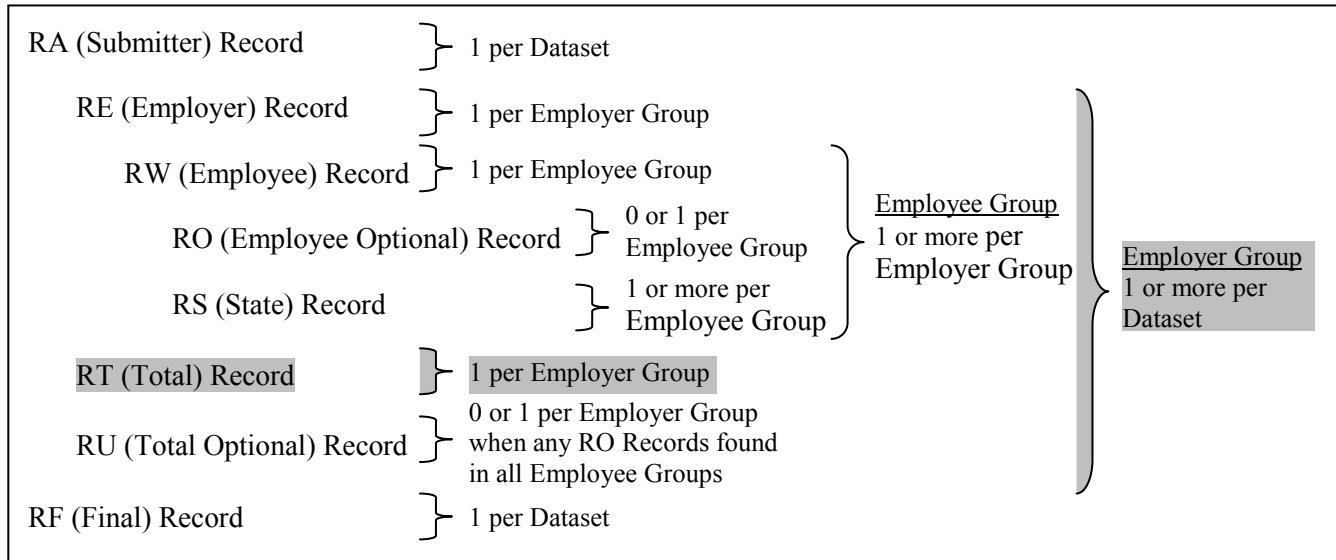 RA (Submitter) Record
1 per Dataset
RE (Employer) Record
1 per Employer Group
RW (Employee) Record
1 per Employee Group
RO (Employee Optional) Record
0 or 1 per
Employee Group
RS (State) Record
1 or more per
Employee Group
Employee Group
1 or more per
Employer Group
RT (Total) Record
1 per Employer Group
RU (Total Optional) Record
0 or 1 per Employer Group
when any RO Records found
in all Employee Groups
Employer Group
1 or more per
Dataset
RF (Final) Record
1 per Dataset